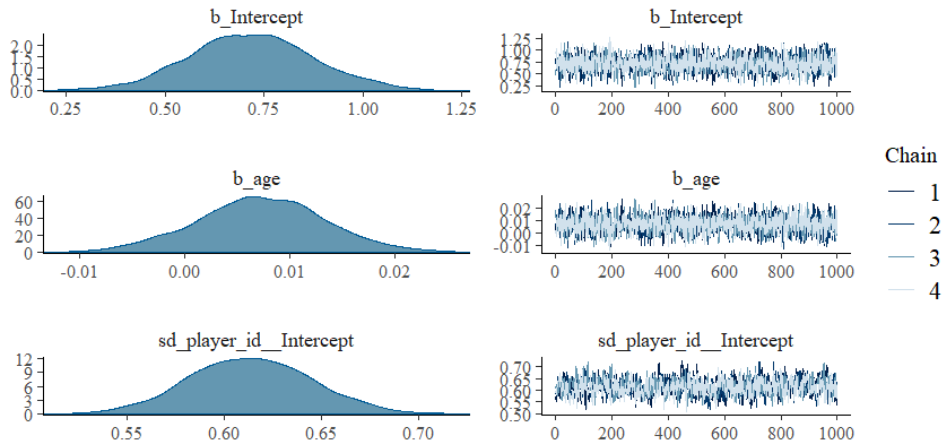 b_Intercept
2.0
1.5
1.0
0.5
0.0
0.25 0.50 0.75 1.00 1.25
b_Intercept
1.25
1.00
0.75
0.50
0.25
0 200 400 600 800 1000
b_age
60
40
20
0
-0.01 0.00 0.01 0.02
b_age
0.02
0.01
0.00
-0.01
0 200 400 600 800 1000
sd_player_id__Intercept
12
9
6
3
0
0.55 0.60 0.65 0.70
sd_player_id__Intercept
0.70
0.65
0.60
0.55
0.50
0 200 400 600 800 1000
Chain
1
2
3
4